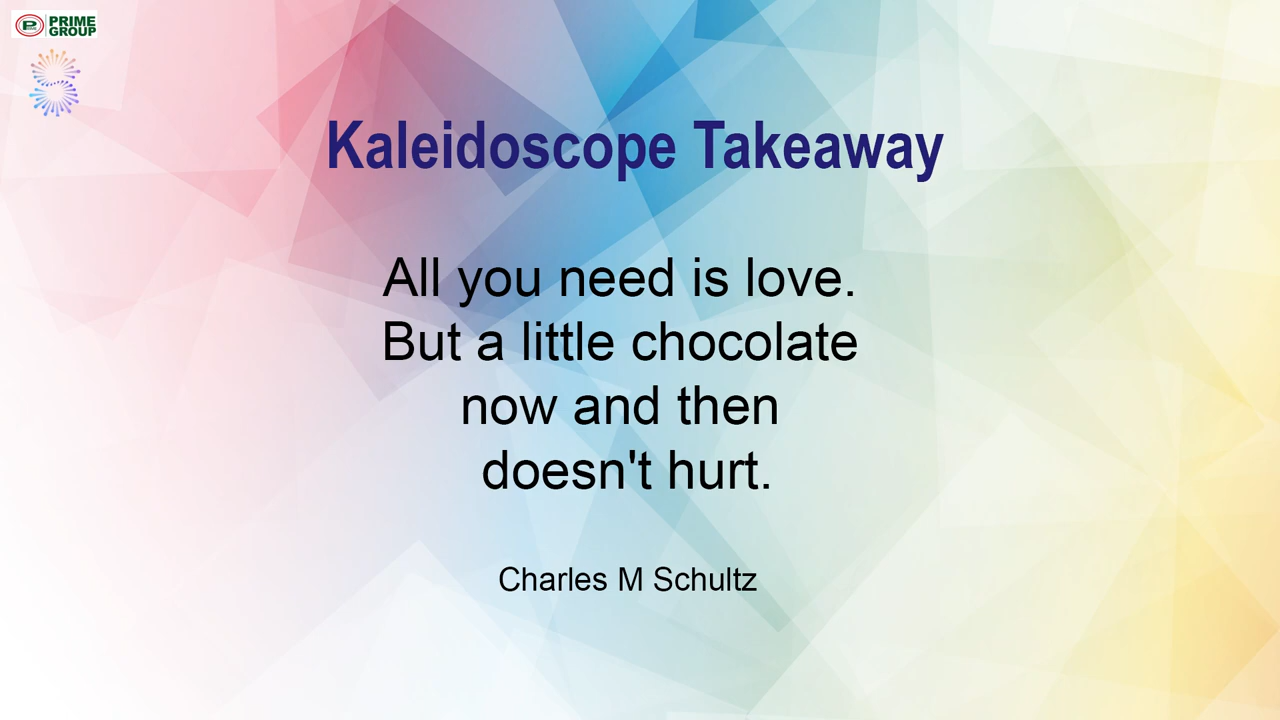 PRIME
GROUP
Kaleidoscope Takeaway
All you need is love.
But a little chocolate
now and then
doesn't hurt.
Charles M Schultz